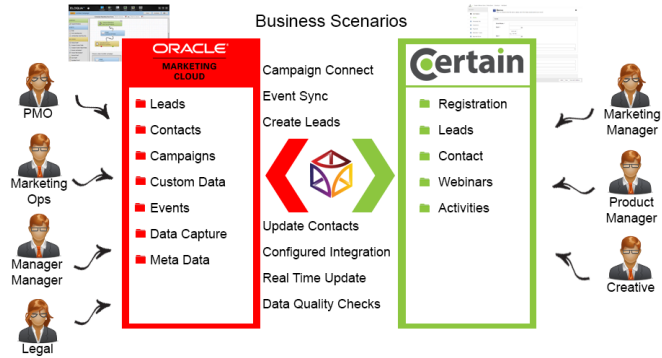 Business Scenarios
ORACLE
MARKETING
CLOUD
Leads
Contacts
Campaigns
Custom Data
Events
Data Capture
Meta Data
Campaign Connect
Event Sync
Create Leads
Update Contacts
Configured Integration
Real Time Update
Data Quality Checks
Certain
Registration
Leads
Contact
Webinars
Activities
PMO
Marketing
Ops
Manager
Manager
Legal
Marketing
Manager
Product
Manager
Creative